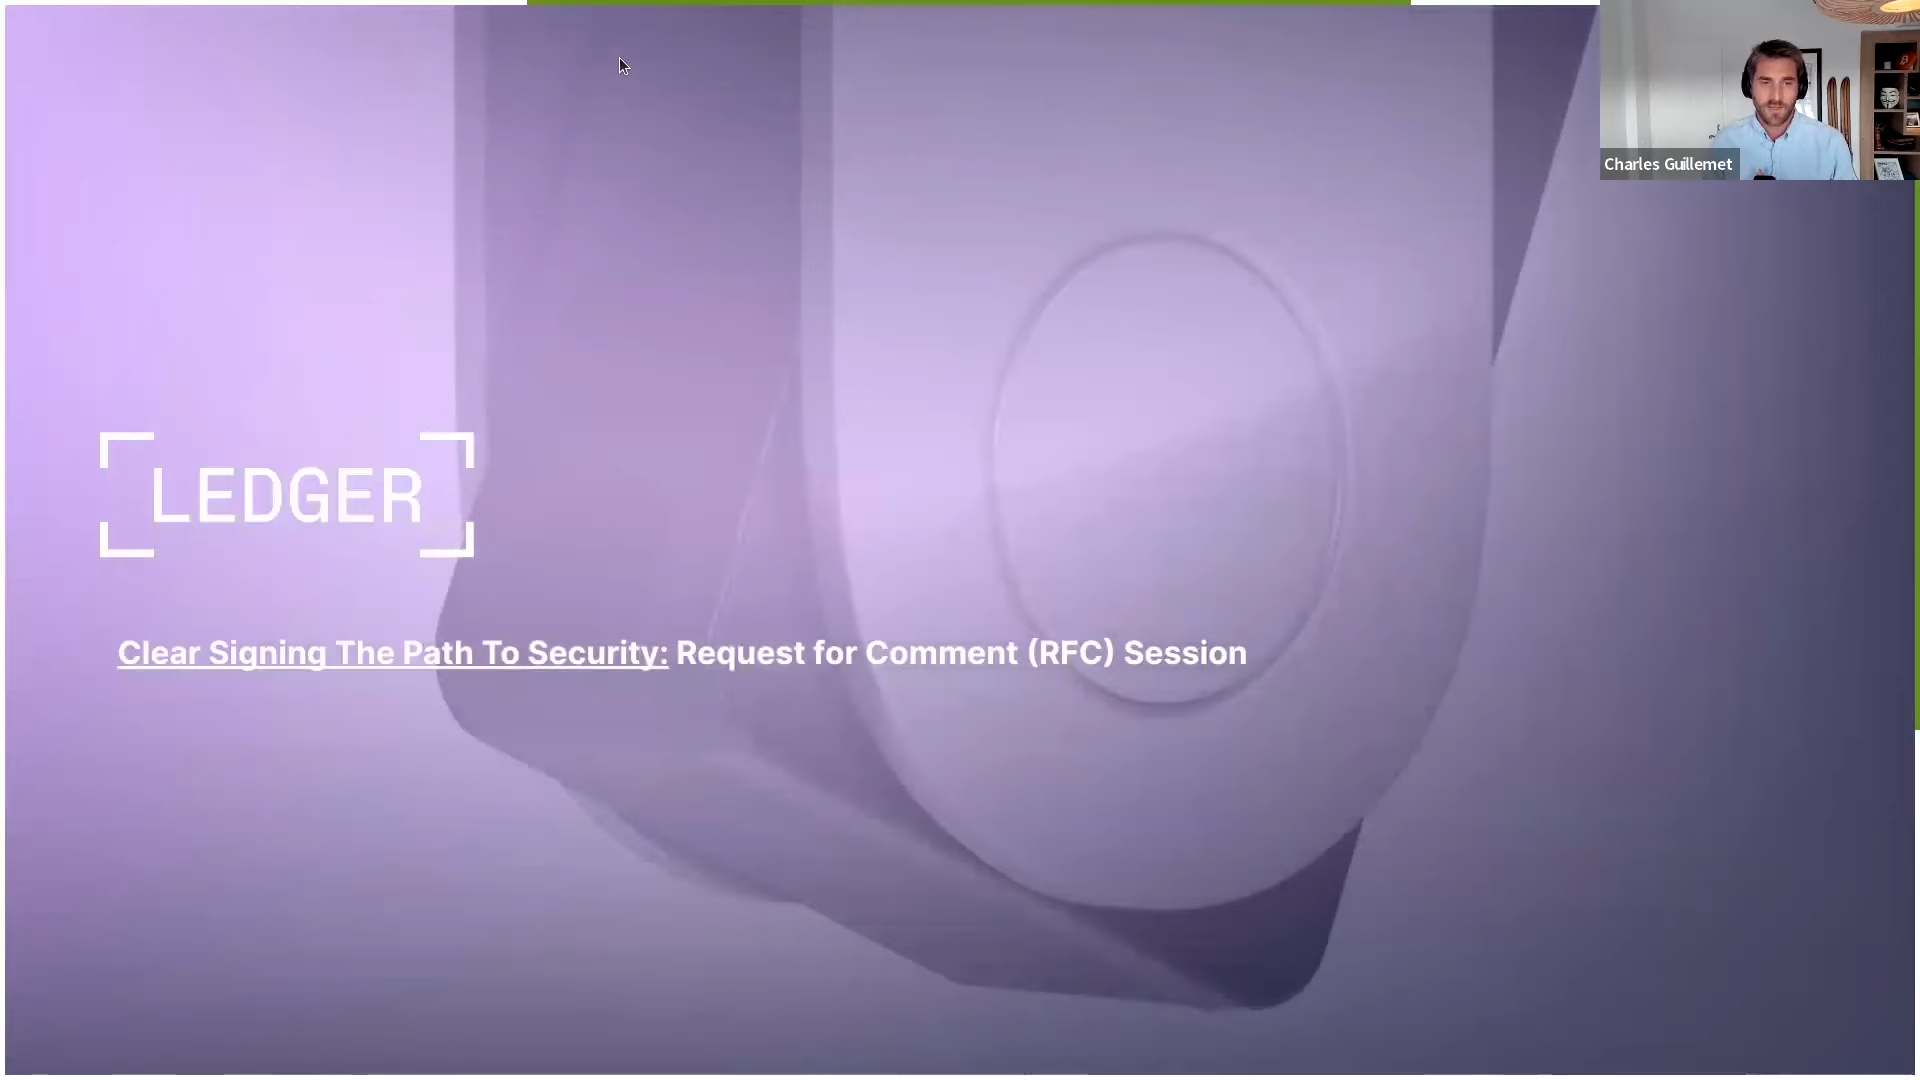 Charles Guillemet
LEDGER
Clear Signing The Path To Security: Request for Comment (RFC) Session